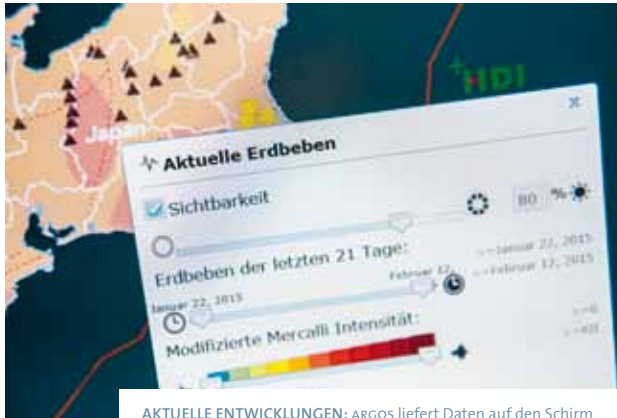 HDI
Japan
Aktuelle Erdbeben
Sichtbarkeit
80 %
Erdbeben der letzten 21 Tage:
>=Januar 22, 2015
<=Februar 12, 2015
Januar 22, 2015
Februar 12,
Modifizierte Mercalli Intensität:
AKTUELLE ENTWICKLUNGEN: ARGOS liefert Daten auf den Schirm